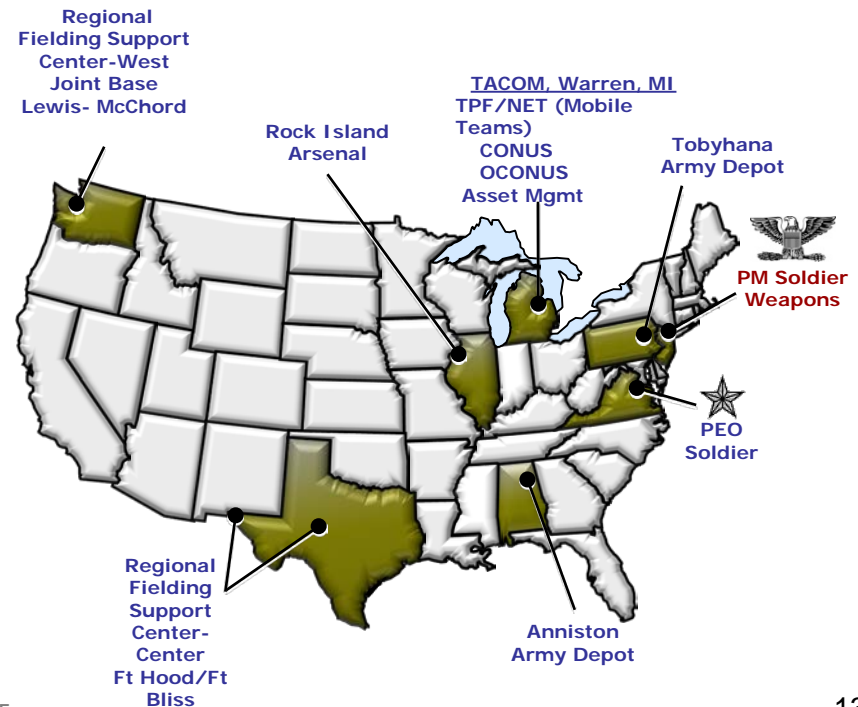 Regional
Fielding Support
Center-West
Joint Base
Lewis- McChord
Rock Island
Arsenal
TACOM, Warren, MI
TPF/NET (Mobile
Teams)
CONUS
OCONUS
Asset Mgmt
Tobyhana
Army Depot
PM Soldier
Weapons
PEO
Soldier
Anniston
Army Depot
Regional
Fielding
Support
Center-
Center
Ft Hood/Ft
Bliss